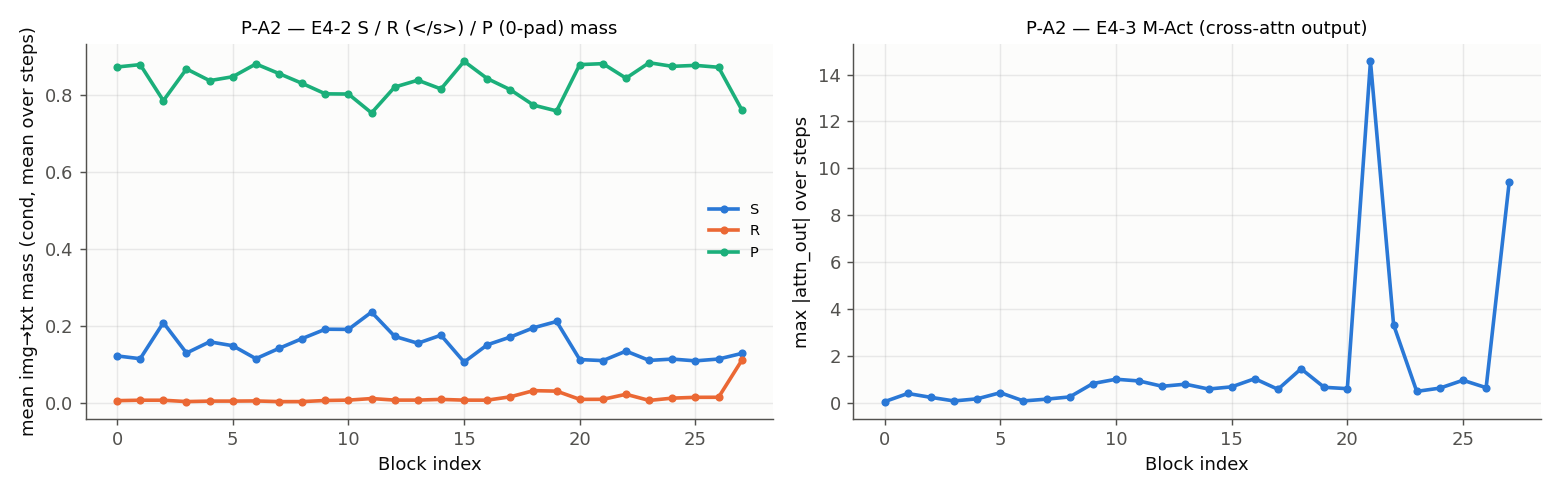 P-A2 — E4-2 S / R (</s>) / P (0-pad) mass
mean img→txt mass (cond, mean over steps)
0.8
0.6
0.4
0.2
0.0
S
R
P
0 5 10 15 20 25
Block index
P-A2 — E4-3 M-Act (cross-attn output)
max |attn_out| over steps
14
12
10
8
6
4
2
0
0 5 10 15 20 25
Block index